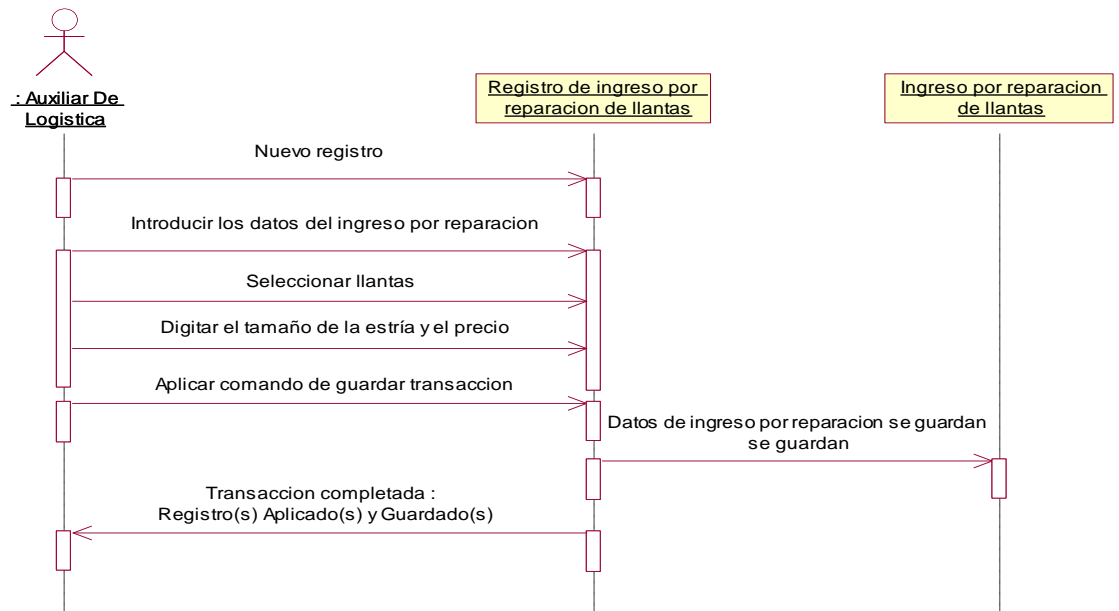 : Auxiliar De
Logistica
Registro de ingreso por
reparacion de llantas
Ingreso por reparacion
de llantas
Nuevo registro
Introducir los datos del ingreso por reparacion
Seleccionar llantas
Digitar el tamaño de la estría y el precio
Aplicar comando de guardar transaccion
Datos de ingreso por reparacion se guardan
se guardan
Transaccion completada :
Registro(s) Aplicado(s) y Guardado(s)